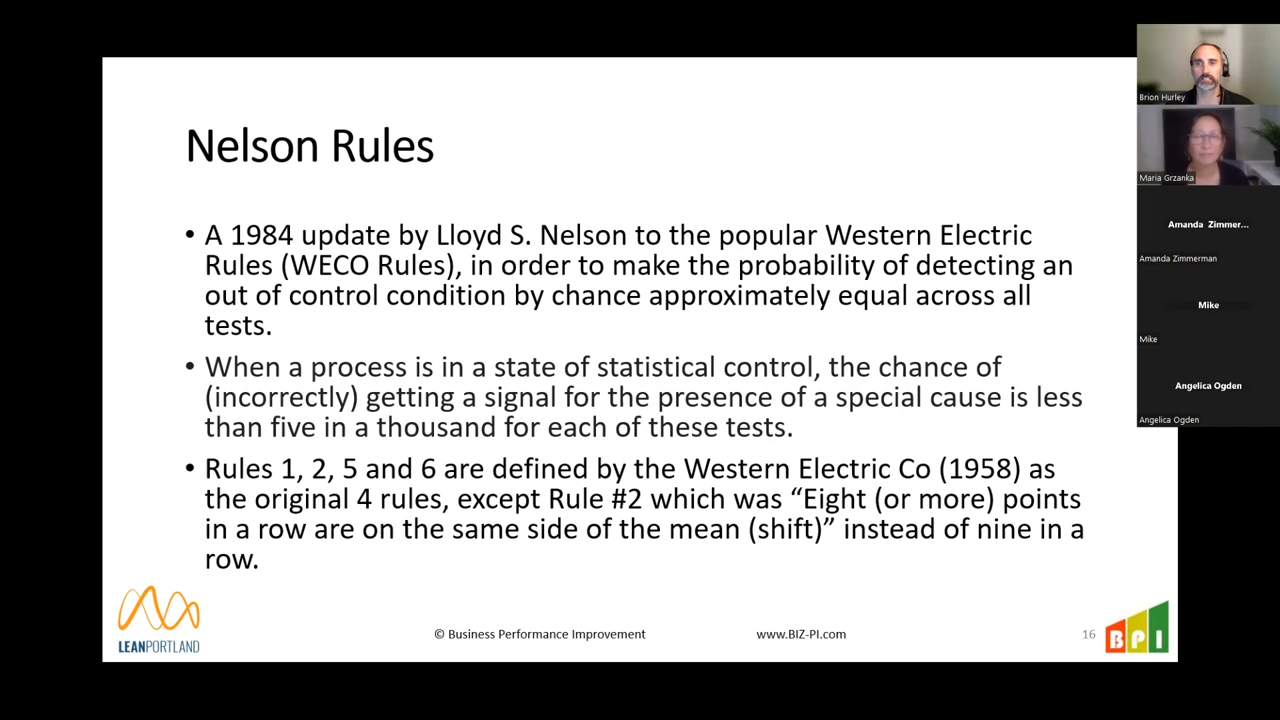 Nelson Rules
• A 1984 update by Lloyd S. Nelson to the popular Western Electric
Rules (WECO Rules), in order to make the probability of detecting an
out of control condition by chance approximately equal across all
tests.
• When a process is in a state of statistical control, the chance of
(incorrectly) getting a signal for the presence of a special cause is less
than five in a thousand for each of these tests.
• Rules 1, 2, 5 and 6 are defined by the Western Electric Co (1958) as
the original 4 rules, except Rule #2 which was “Eight (or more) points
in a row are on the same side of the mean (shift)” instead of nine in a
row.
LEANPORTLAND
© Business Performance Improvement
www.BIZ-PI.com
16
BPI
Brion Hurley
Maria Grzanka
Amanda Zimmer...
Amanda Zimmerman
Mike
Mike
Angelica Ogden
Angelica Ogden